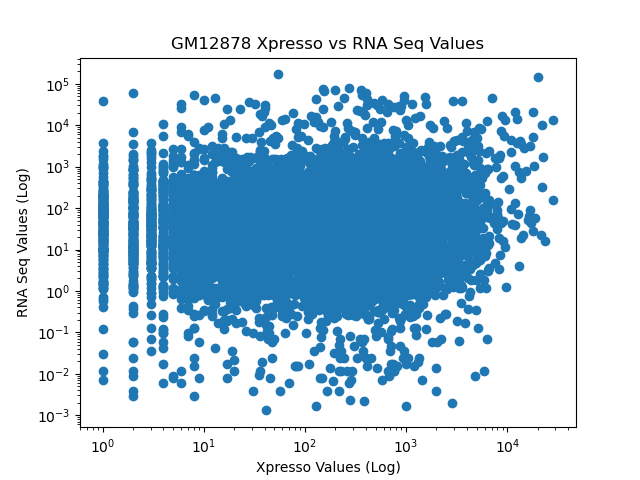 GM12878 Xpresso vs RNA Seq Values
RNA Seq Values (Log)
10⁵
10⁴
10³
10²
10¹
10⁰
10⁻¹
10⁻²
10⁻³
10⁰ 10¹ 10² 10³ 10⁴
Xpresso Values (Log)